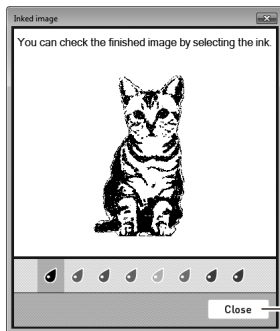 Inked image
You can check the finished image by selecting the ink.
Close